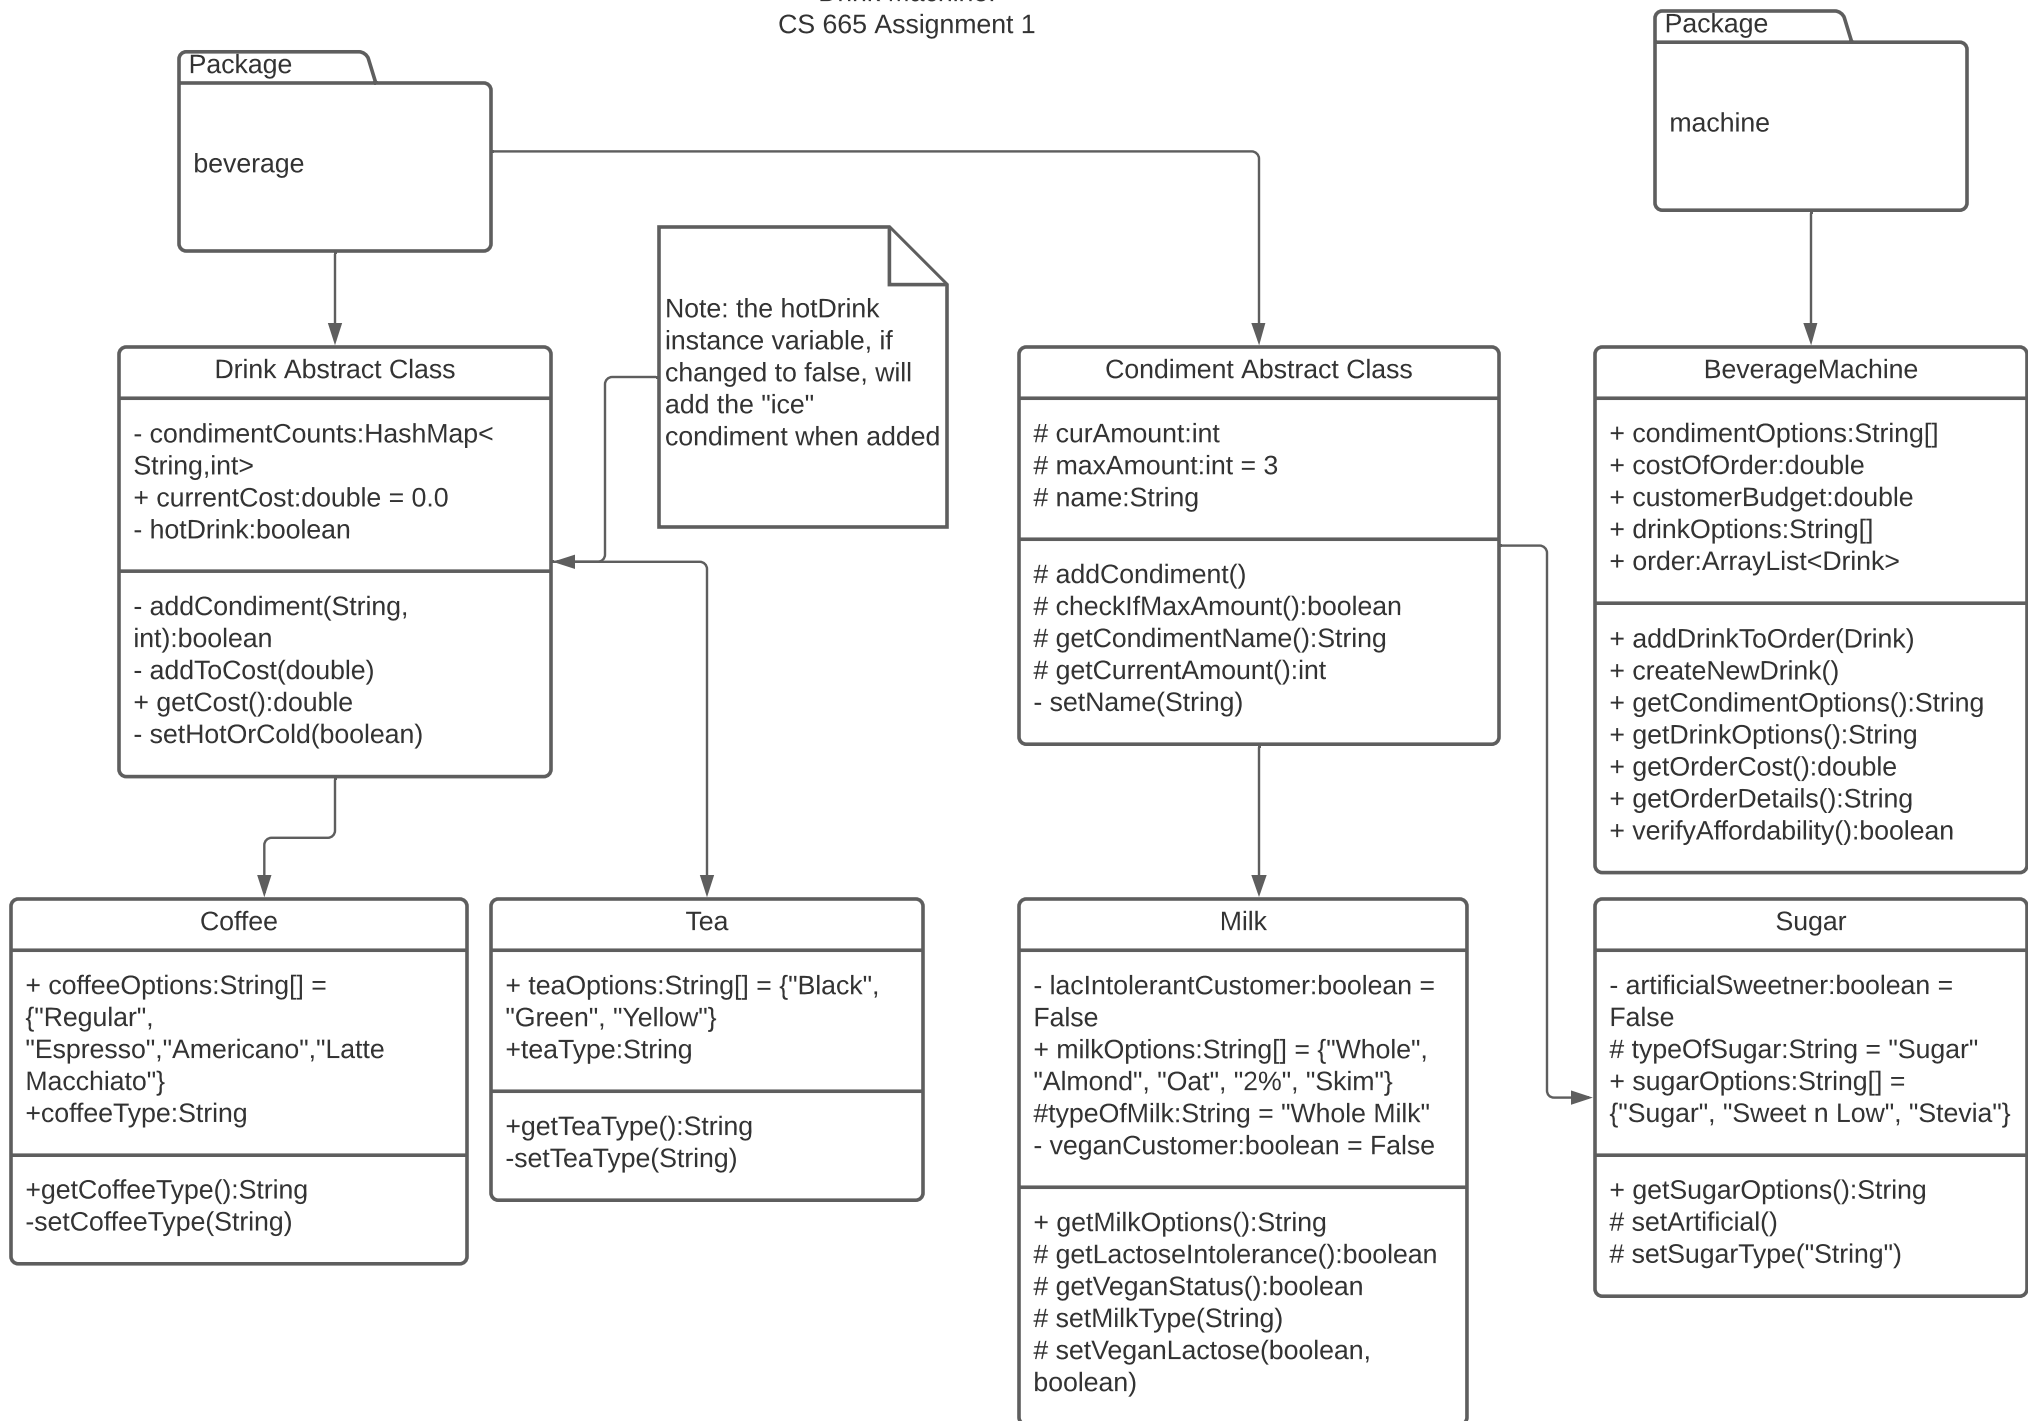 Drink Machine:
CS 665 Assignment 1
Package
beverage
Package
machine
Note: the hotDrink
instance variable, if
changed to false, will
add the "ice"
condiment when added
Drink Abstract Class
- condimentCounts:HashMap<
String,int>
+ currentCost:double = 0.0
- hotDrink:boolean
- addCondiment(String,
int):boolean
- addToCost(double)
+ getCost():double
- setHotOrCold(boolean)
Condiment Abstract Class
# curAmount:int
# maxAmount:int = 3
# name:String
# addCondiment()
# checkIfMaxAmount():boolean
# getCondimentName():String
# getCurrentAmount():int
- setName(String)
BeverageMachine
+ condimentOptions:String[]
+ costOfOrder:double
+ customerBudget:double
+ drinkOptions:String[]
+ order:ArrayList<Drink>
+ addDrinkToOrder(Drink)
+ createNewDrink()
+ getCondimentOptions():String
+ getDrinkOptions():String
+ getOrderCost():double
+ getOrderDetails():String
+ verifyAffordability():boolean
Coffee
+ coffeeOptions:String[] =
{"Regular",
"Espresso","Americano","Latte
Macchiato"}
+coffeeType:String
+getCoffeeType():String
-setCoffeeType(String)
Tea
+ teaOptions:String[] = {"Black",
"Green", "Yellow"}
+teaType:String
+getTeaType():String
-setTeaType(String)
Milk
- lacIntolerantCustomer:boolean =
False
+ milkOptions:String[] = {"Whole",
"Almond", "Oat", "2%", "Skim"}
#typeOfMilk:String = "Whole Milk"
- veganCustomer:boolean = False
+ getMilkOptions():String
# getLactoseIntolerance():boolean
# getVeganStatus():boolean
# setMilkType(String)
# setVeganLactose(boolean,
boolean)
Sugar
- artificialSweetner:boolean =
False
# typeOfSugar:String = "Sugar"
+ sugarOptions:String[] =
{"Sugar", "Sweet n Low", "Stevia"}
+ getSugarOptions():String
# setArtificial()
# setSugarType("String")